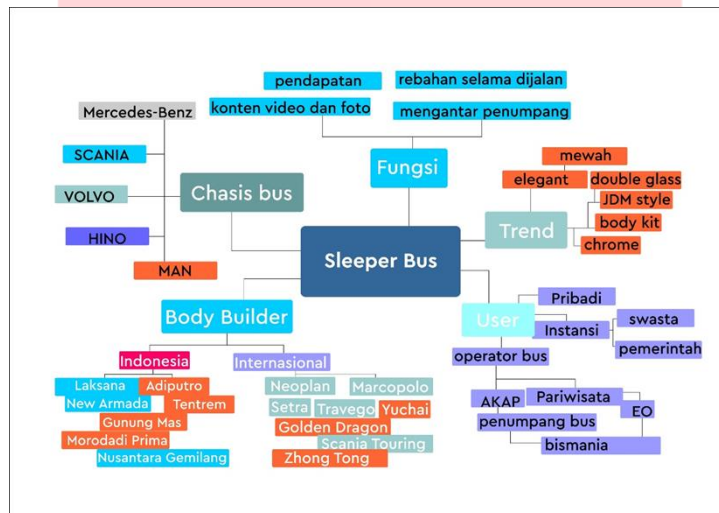 pendapatan
rebahan selama dijalan
konten video dan foto
mengantar penumpang
Fungsi
Mercedes-Benz
SCANIA
VOLVO
HINO
MAN
Chasis bus
mewah
elegant
double glass
JDM style
body kit
chrome
Trend
Sleeper Bus
Body Builder
Indonesia
Laksana
Adiputro
New Armada
Tentrem
Gunung Mas
Morodadi Prima
Nusantara Gemilang
Internasional
Neoplan
Marcopolo
Setra
Travego
Yuchai
Golden Dragon
Scania Touring
Zhong Tong
User
Pribadi
Instansi
swasta
pemerintah
operator bus
AKAP
Pariwisata
EO
penumpang bus
bismania